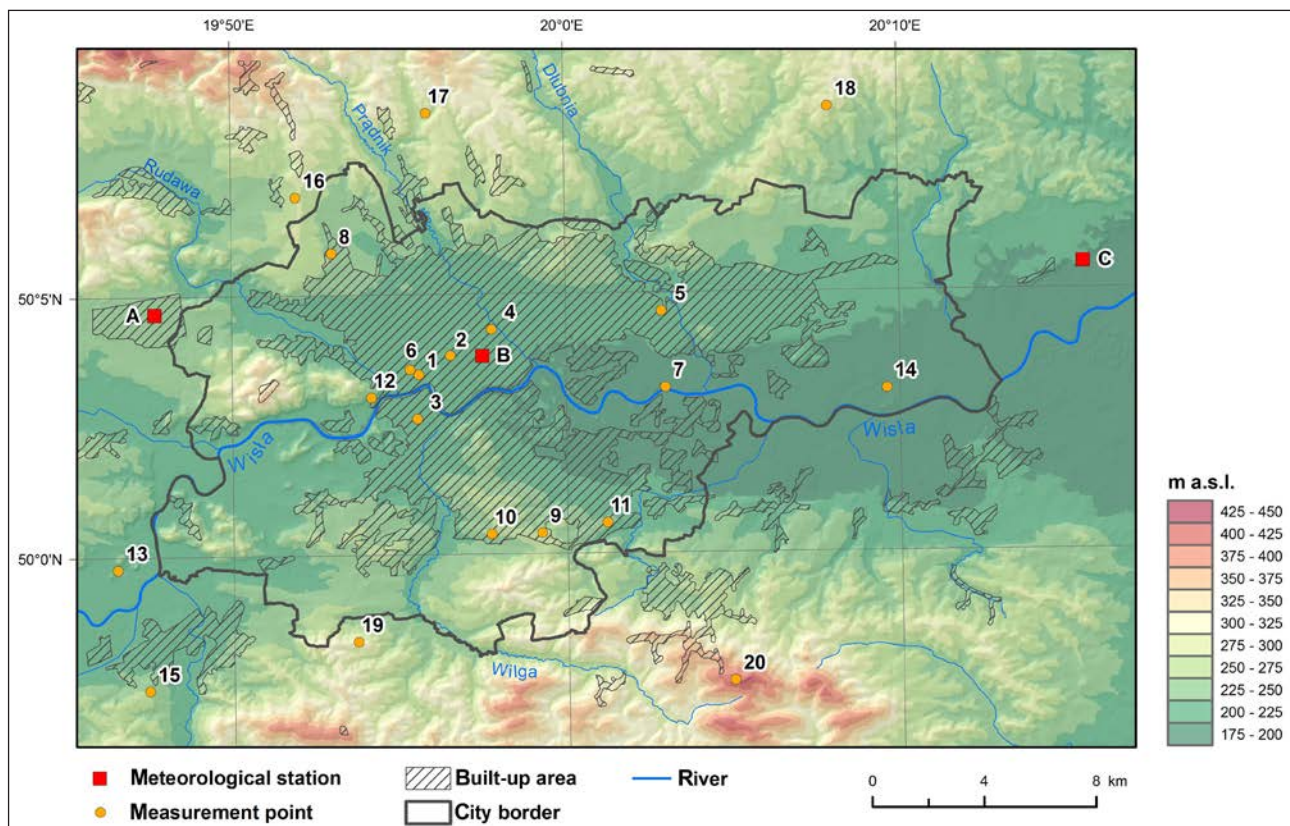 19°50'E
20°0'E
20°10'E
17
18
Prądnik
Dłubnia
Rudawa
16
8
C
50°5'N
A
5
4
2
B
6
1
7
14
12
3
Wisła
Wisła
m a.s.l.
425 - 450
400 - 425
375 - 400
350 - 375
325 - 350
300 - 325
275 - 300
250 - 275
225 - 250
200 - 225
175 - 200
11
10
9
50°0'N
13
19
Wilga
20
15
Meteorological station
Built-up area
River
0 4 8 km
Measurement point
City border